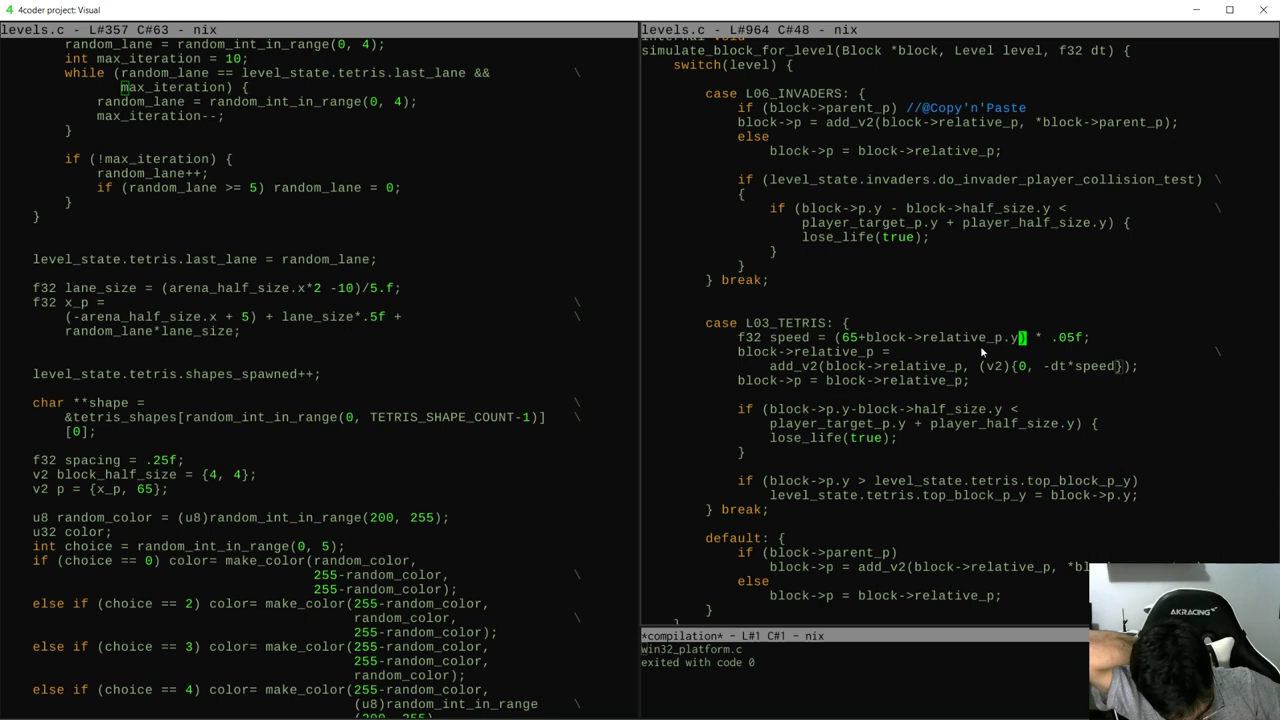 4coder project: Visual
levels.c - L#357 C#63 - nix
random_lane = random_int_in_range(0, 4);
int max_iteration = 10;
while (random_lane == level_state.tetris.last_lane && \
max_iteration) {
random_lane = random_int_in_range(0, 4);
max_iteration--;
}
if (!max_iteration) {
random_lane++;
if (random_lane >= 5) random_lane = 0;
}
}
level_state.tetris.last_lane = random_lane;
f32 lane_size = (arena_half_size.x*2 -10)/5.f;
f32 x_p = \
(-arena_half_size.x + 5) + lane_size*.5f + \
random_lane*lane_size;
level_state.tetris.shapes_spawned++;
char **shape = \
&tetris_shapes[random_int_in_range(0, TETRIS_SHAPE_COUNT-1)] \
[0];
f32 spacing = .25f;
v2 block_half_size = {4, 4};
v2 p = {x_p, 65};
u8 random_color = (u8)random_int_in_range(200, 255);
u32 color;
int choice = random_int_in_range(0, 5);
if (choice == 0) color= make_color(random_color, \
255-random_color, \
255-random_color);
else if (choice == 2) color= make_color(255-random_color, \
random_color, \
255-random_color);
else if (choice == 3) color= make_color(255-random_color, \
255-random_color, \
random_color);
else if (choice == 4) color= make_color(255-random_color, \
(u8)random_int_in_range \
(200, 255),
levels.c - L#964 C#48 - nix
simulate_block_for_level(Block *block, Level level, f32 dt) {
switch(level) {
case L06_INVADERS: {
if (block->parent_p) //@Copy'n'Paste
block->p = add_v2(block->relative_p, *block->parent_p);
else
block->p = block->relative_p;
if (level_state.invaders.do_invader_player_collision_test) \
{
if (block->p.y - block->half_size.y < \
player_target_p.y + player_half_size.y) {
lose_life(true);
}
}
} break;
case L03_TETRIS: {
f32 speed = (65+block->relative_p.y) * .05f;
block->relative_p = \
add_v2(block->relative_p, (v2){0, -dt*speed});
block->p = block->relative_p;
if (block->p.y-block->half_size.y <
player_target_p.y + player_half_size.y) {
lose_life(true);
}
if (block->p.y > level_state.tetris.top_block_p_y)
level_state.tetris.top_block_p_y = block->p.y;
} break;
default: {
if (block->parent_p)
block->p = add_v2(block->relative_p, *bl
else
block->p = block->relative_p;
}
*compilation* - L#1 C#1 - nix
win32_platform.c
exited with code 0
AKRACING